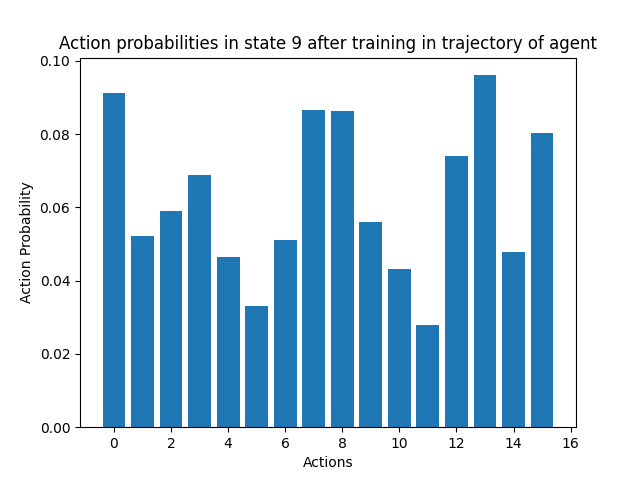 Action probabilities in state 9 after training in trajectory of agent
0.10
0.08
0.06
0.04
0.02
0.00
Action Probability
0 2 4 6 8 10 12 14 16
Actions